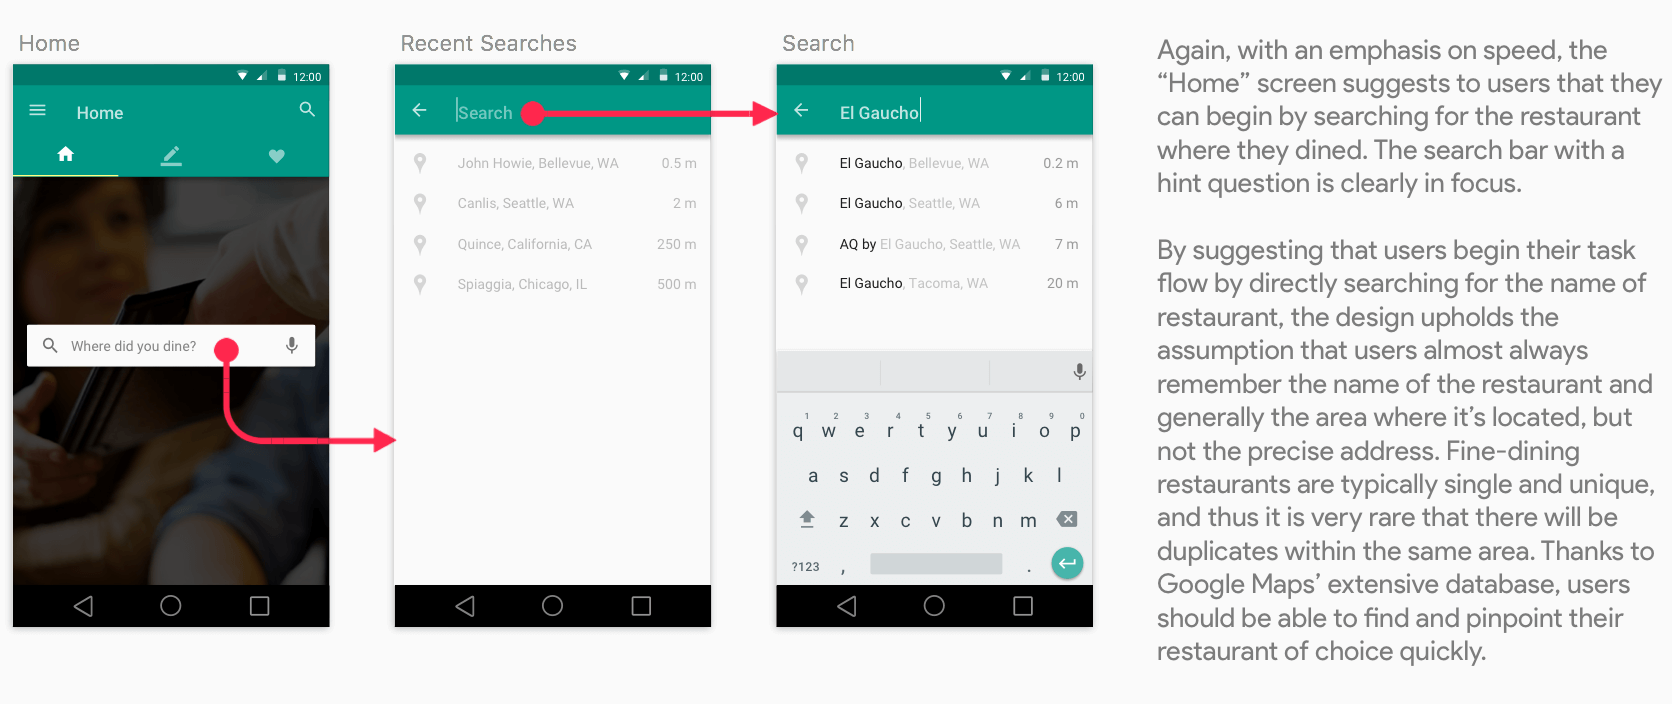 Home
12:00
Home
Where did you dine?
Recent Searches
12:00
Search
John Howie, Bellevue, WA 0.5 m
Canlis, Seattle, WA 2 m
Quince, California, CA 250 m
Spiaggia, Chicago, IL 500 m
Search
12:00
El Gaucho
El Gaucho, Bellevue, WA 0.2 m
El Gaucho, Seattle, WA 6 m
AQ by El Gaucho, Seattle, WA 7 m
El Gaucho, Tacoma, WA 20 m
1 2 3 4 5 6 7 8 9 0
q w e r t y u i o p
a s d f g h j k l
z x c v b n m
?123 , .
Again, with an emphasis on speed, the
“Home” screen suggests to users that they
can begin by searching for the restaurant
where they dined. The search bar with a
hint question is clearly in focus.
By suggesting that users begin their task
flow by directly searching for the name of
restaurant, the design upholds the
assumption that users almost always
remember the name of the restaurant and
generally the area where it’s located, but
not the precise address. Fine-dining
restaurants are typically single and unique,
and thus it is very rare that there will be
duplicates within the same area. Thanks to
Google Maps’ extensive database, users
should be able to find and pinpoint their
restaurant of choice quickly.